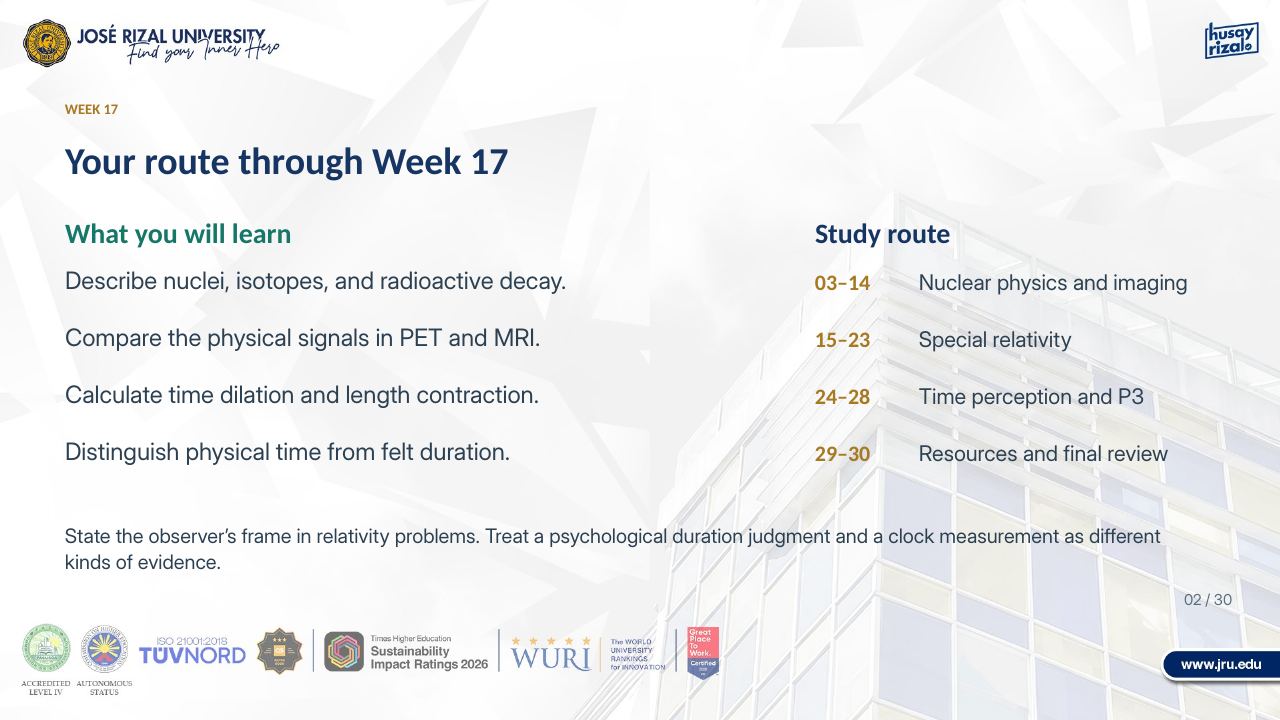 JOSÉ RIZAL UNIVERSITY
Find your Inner Hero
husay
rizal
WEEK 17
Your route through Week 17
What you will learn
Describe nuclei, isotopes, and radioactive decay.
Compare the physical signals in PET and MRI.
Calculate time dilation and length contraction.
Distinguish physical time from felt duration.
Study route
03–14 Nuclear physics and imaging
15–23 Special relativity
24–28 Time perception and P3
29–30 Resources and final review
State the observer’s frame in relativity problems. Treat a psychological duration judgment and a clock measurement as different
kinds of evidence.
02 / 30
ACCREDITED
LEVEL IV
AUTONOMOUS
STATUS
ISO 21001:2018
TÜVNORD
Times Higher Education
Sustainability
Impact Ratings 2026
WURI
The WORLD
UNIVERSITY
RANKINGS
for INNOVATION
Great
Place
To
Work.
Certified
www.jru.edu